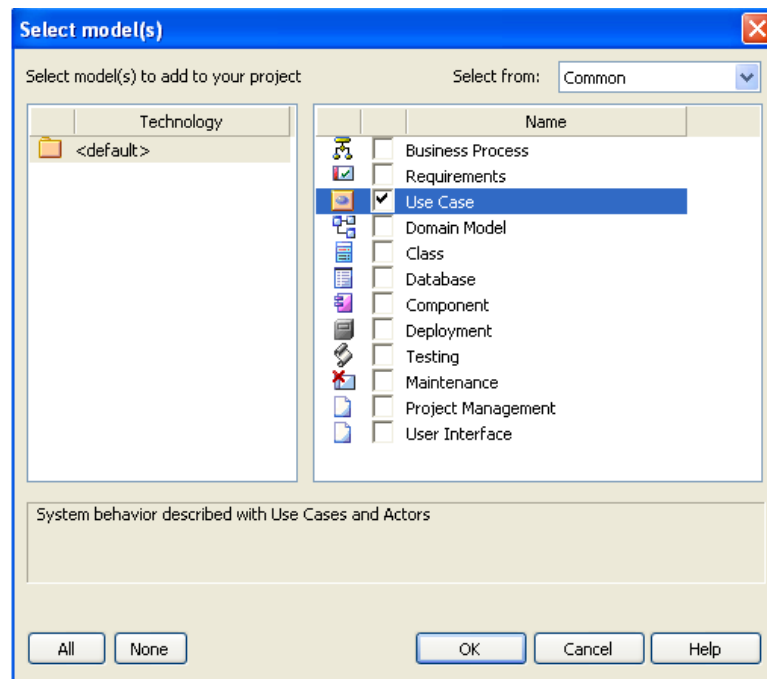 Select model(s)
Select model(s) to add to your project Select from: Common
Technology Name
<default> Business Process
Requirements
Use Case
Domain Model
Class
Database
Component
Deployment
Testing
Maintenance
Project Management
User Interface
System behavior described with Use Cases and Actors
All None OK Cancel Help